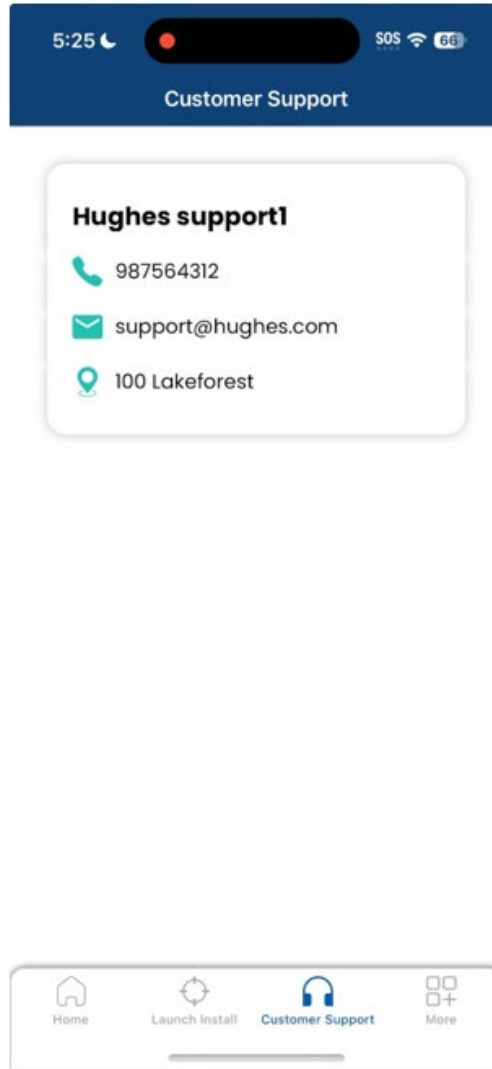 5:25 SOS 66
Customer Support
Hughes support1
987564312
support@hughes.com
100 Lakeforest
Home Launch Install Customer Support More